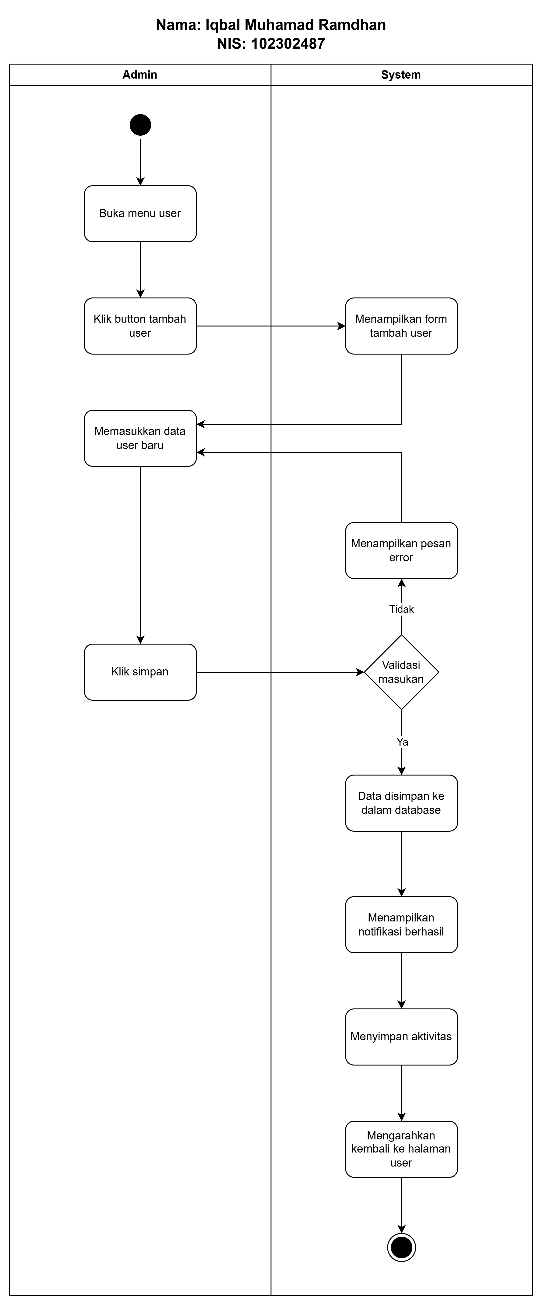 Nama: Iqbal Muhamad Ramdhan
NIS: 102302487
Admin
System
Buka menu user
Klik button tambah
user
Menampilkan form
tambah user
Memasukkan data
user baru
Menampilkan pesan
error
Tidak
Klik simpan
Validasi
masukan
Ya
Data disimpan ke
dalam database
Menampilkan
notifikasi berhasil
Menyimpan aktivitas
Mengarahkan
kembali ke halaman
user